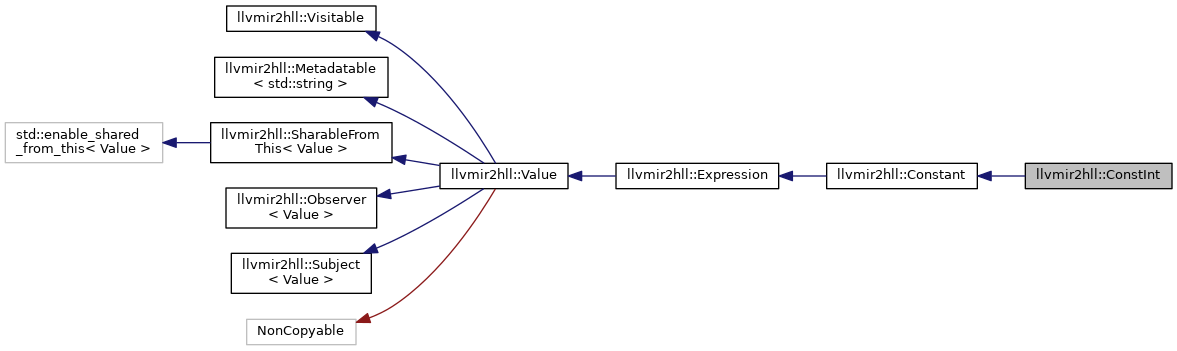 llvmir2hll::Visitable
llvmir2hll::Metadatable
< std::string >
std::enable_shared
_from_this< Value >
llvmir2hll::SharableFrom
This< Value >
llvmir2hll::Observer
< Value >
llvmir2hll::Subject
< Value >
NonCopyable
llvmir2hll::Value
llvmir2hll::Expression
llvmir2hll::Constant
llvmir2hll::ConstInt